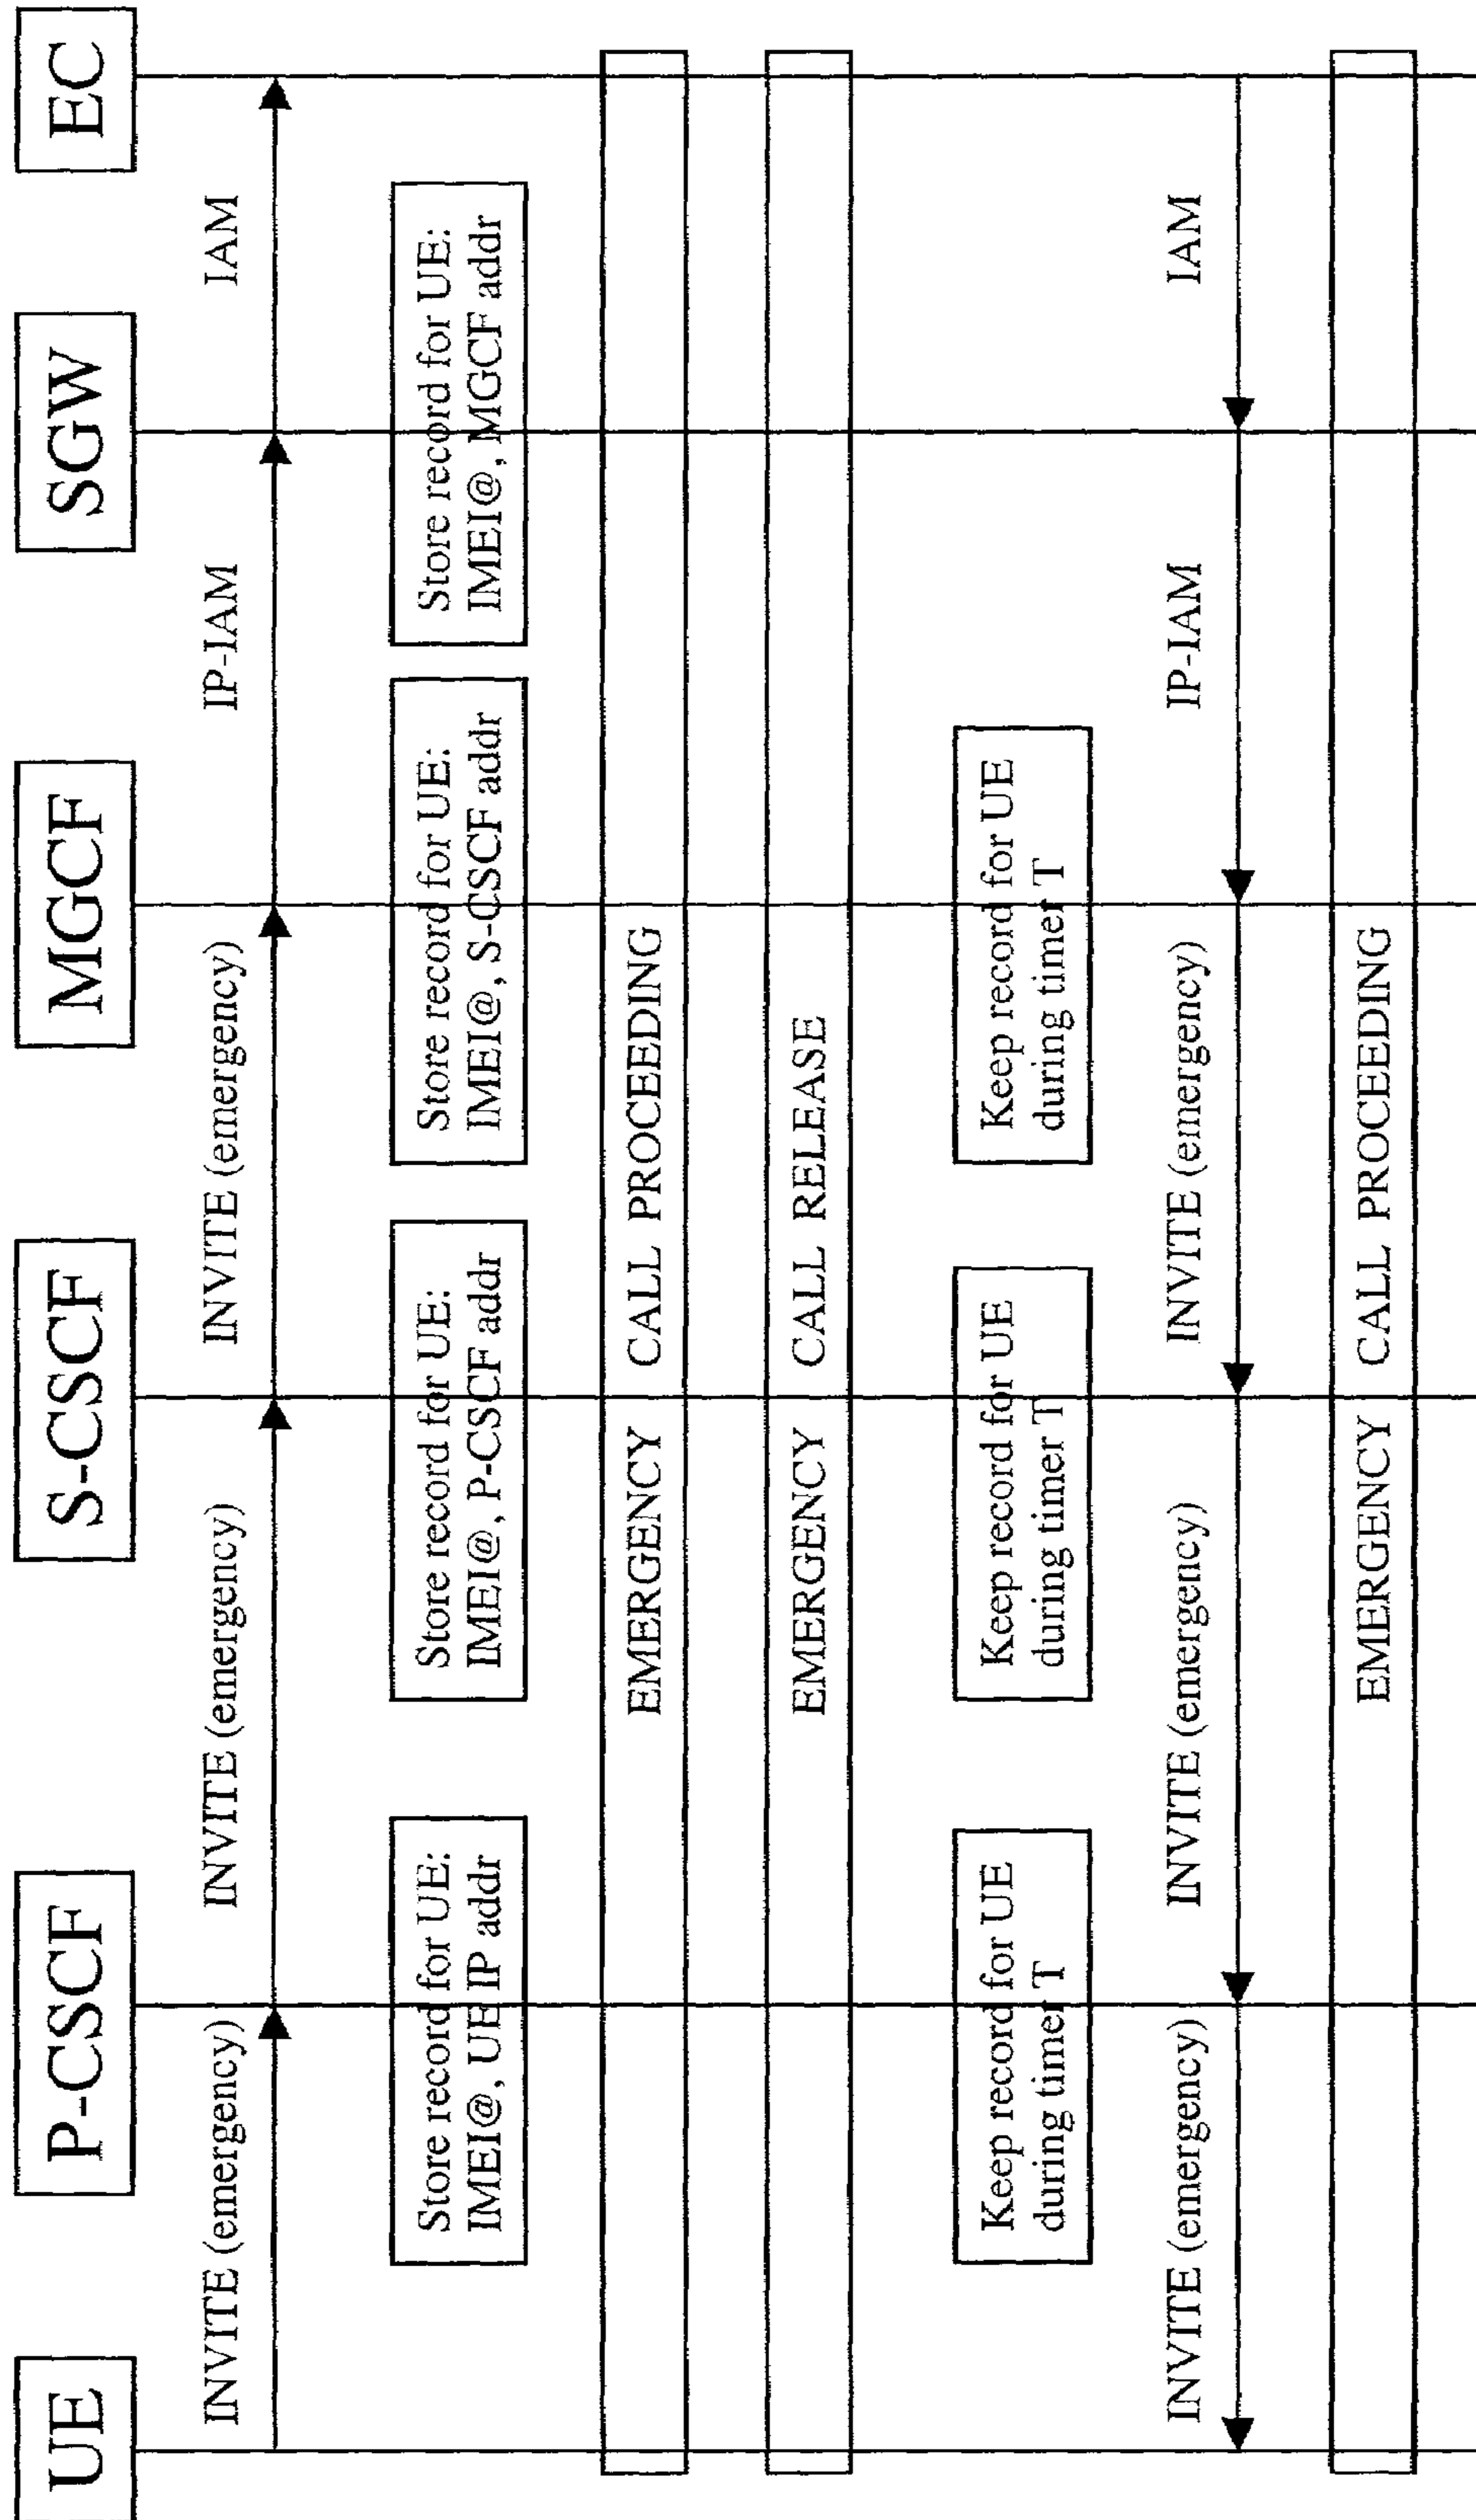 UE
P-CSCF
S-CSCF
MGCF
SGW
EC
INVITE (emergency)
INVITE (emergency)
INVITE (emergency)
IP-IAM
IAM
Store record for UE:
IMEI@, UE IP addr
Store record for UE:
IMEI@, P-CSCF addr
Store record for UE:
IMEI@, S-CSCF addr
Store record for UE:
IMEI@, MGCF addr
EMERGENCY CALL PROCEEDING
EMERGENCY CALL RELEASE
Keep record for UE
during timer T
Keep record for UE
during timer T
Keep record for UE
during timer T
INVITE (emergency)
INVITE (emergency)
INVITE (emergency)
IP-IAM
IAM
EMERGENCY CALL PROCEEDING